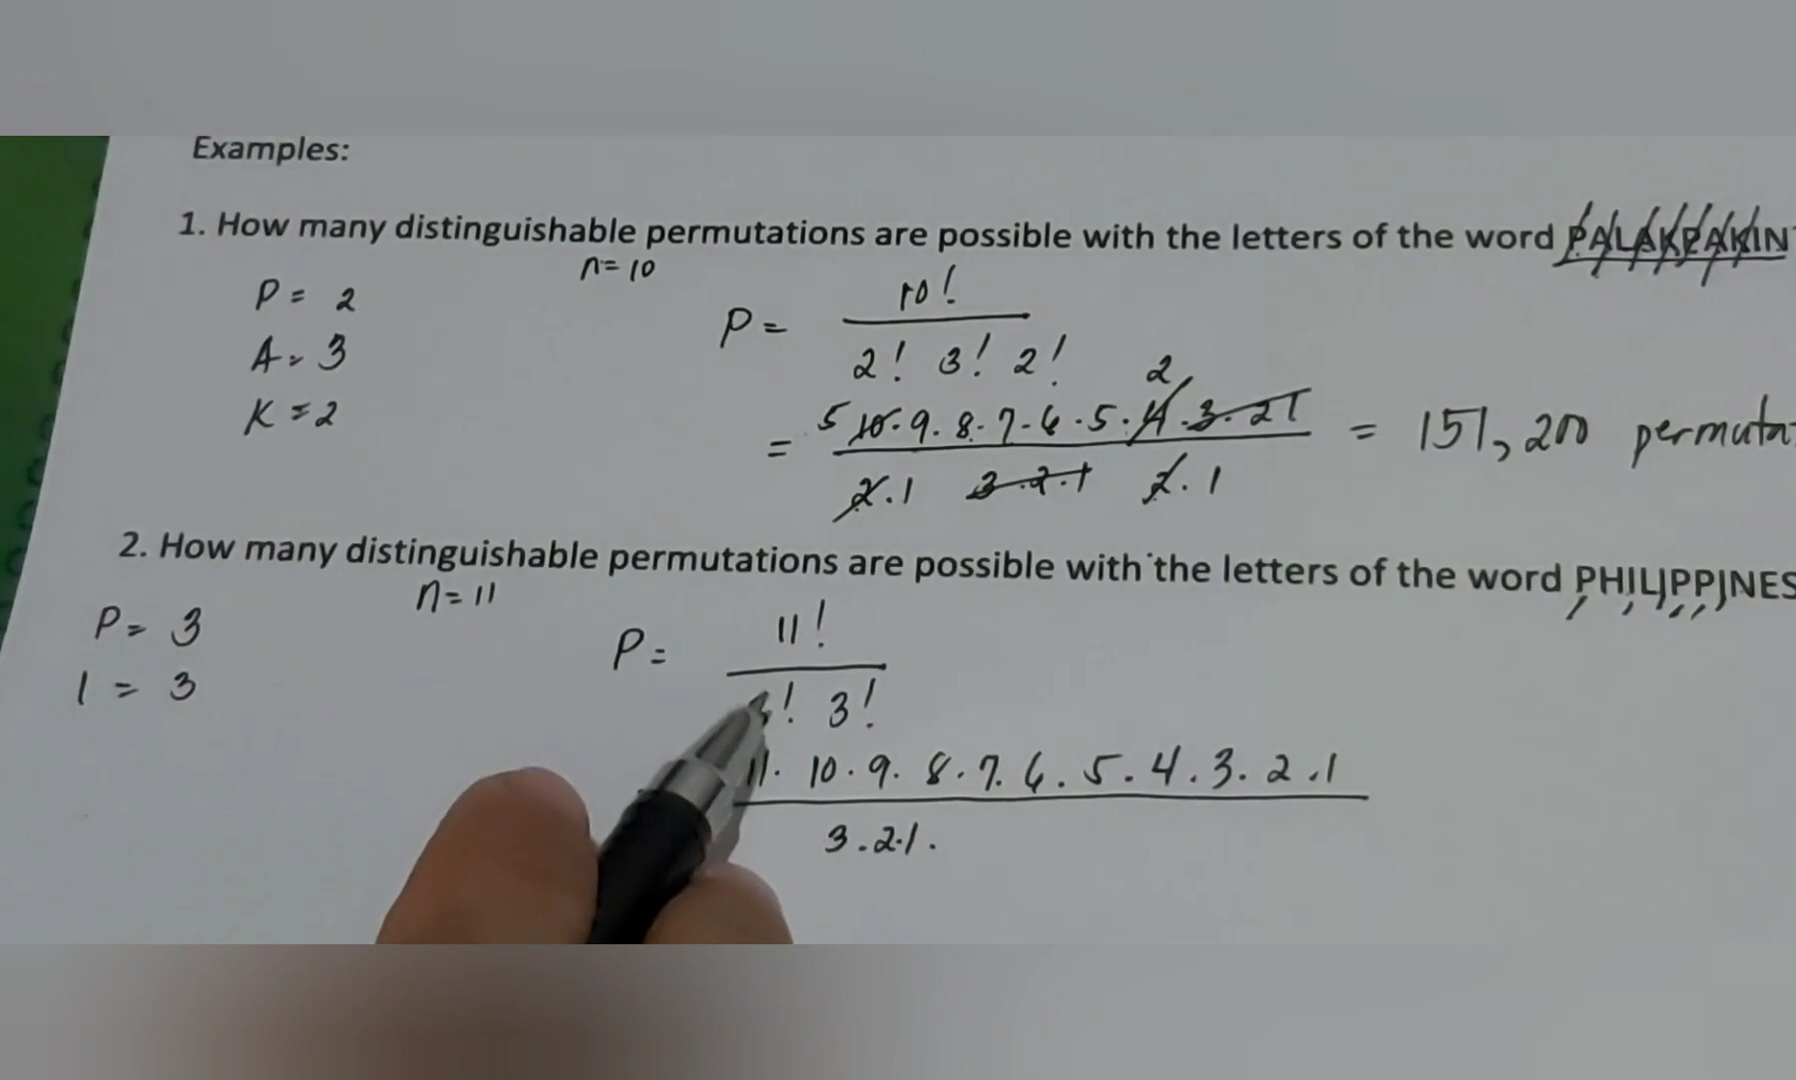 Examples:
1. How many distinguishable permutations are possible with the letters of the word PALAKPAKIN
n= 10
P = 2
A = 3
K = 2
P = 10!
2! 3! 2!
2
= 5 10. 9. 8. 7. 6 . 5 . 4 . 3. 2 1 = 151,200
2.1 3.2.1 2.1
2. How many distinguishable permutations are possible with the letters of the word PHILIPPINES
n= 11
P = 3
I = 3
P = 11!
! 3!
11. 10 . 9. 8 . 7. 6 . 5 . 4 . 3. 2 .1
3 .2.1 .